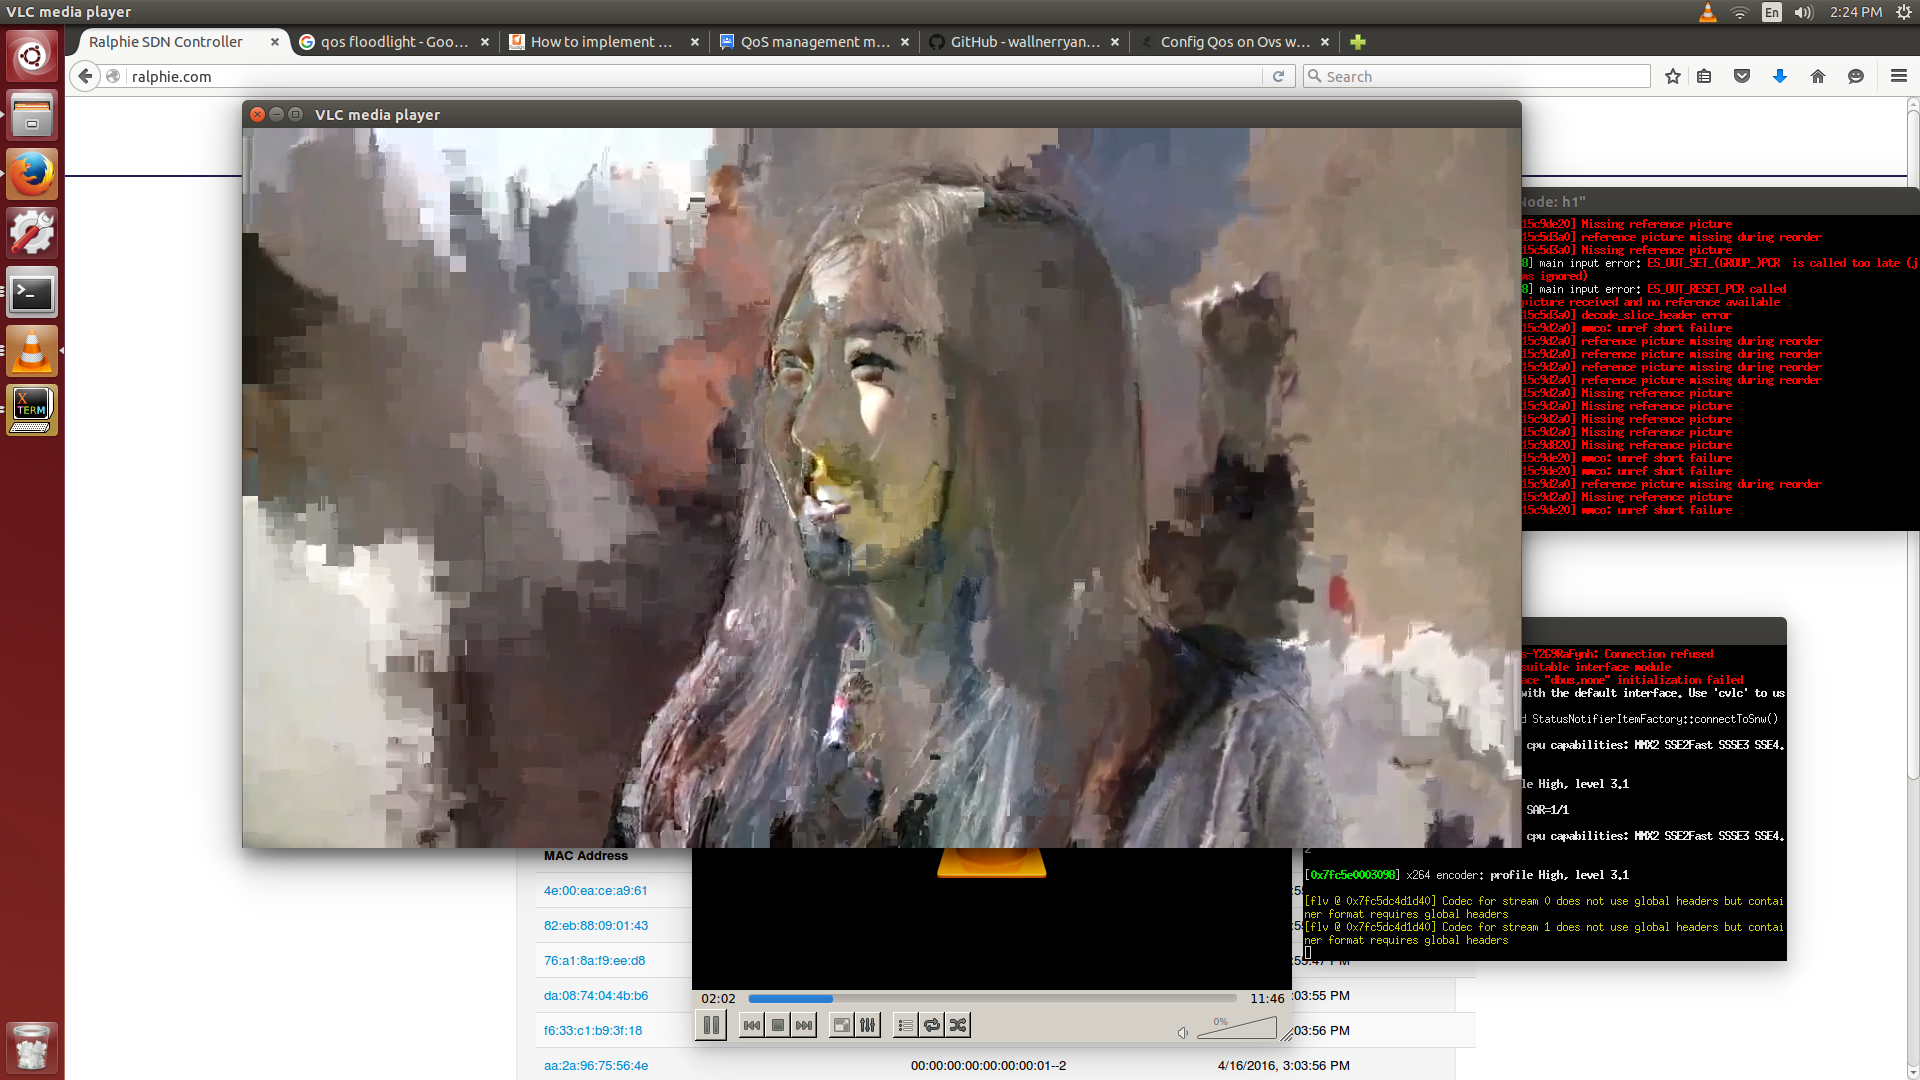 VLC media player
En
2:24 PM
Ralphie SDN Controller
qos floodlight - Goo...
How to implement ...
QoS management m...
GitHub - wallnerryan...
Config Qos on Ovs w...
ralphie.com
Search
VLC media player
Node: h1"
15c9de20] Missing reference picture
15c5d3a0] reference picture missing during reorder
15c5d3a0] Missing reference picture
8] main input error: ES_OUT_SET_(GROUP_)PCR is called too late (j
ms ignored)
8] main input error: ES_OUT_RESET_PCR called
picture received and no reference available
15c5d3a0] decode_slice_header error
15c9d2a0] mmco: unref short failure
15c9d2a0] reference picture missing during reorder
15c9d2a0] reference picture missing during reorder
15c9d2a0] reference picture missing during reorder
15c9d2a0] reference picture missing during reorder
15c9d2a0] Missing reference picture
15c9d2a0] Missing reference picture
15c9d2a0] Missing reference picture
15c9d2a0] Missing reference picture
15c9d820] Missing reference picture
15c9de20] mmco: unref short failure
15c9de20] mmco: unref short failure
15c9d2a0] reference picture missing during reorder
15c9d2a0] Missing reference picture
15c9de20] mmco: unref short failure
X
TERM
s-Y2G9RaFynh: Connection refused
suitable interface module
ace "dbus,none" initialization failed
with the default interface. Use 'cvlc' to us
d StatusNotifierItemFactory::connectToSnw()
cpu capabilities: MMX2 SSE2Fast SSSE3 SSE4.
le High, level 3.1
SAR=1/1
cpu capabilities: MMX2 SSE2Fast SSSE3 SSE4.
2
[0x7fc5e0003098] x264 encoder: profile High, level 3.1
[flv @ 0x7fc5dc4d1d40] Codec for stream 0 does not use global headers but contai
ner format requires global headers
[flv @ 0x7fc5dc4d1d40] Codec for stream 1 does not use global headers but contai
ner format requires global headers
MAC Address
4e:00:ea:ce:a9:61
82:eb:88:09:01:43
76:a1:8a:f9:ee:d8
da:08:74:04:4b:b6
:03:55 PM
02:02
11:46
f6:33:c1:b9:3f:18
0%
:03:56 PM
aa:2a:96:75:56:4e
00:00:00:00:00:00:00:01--2
4/16/2016, 3:03:56 PM